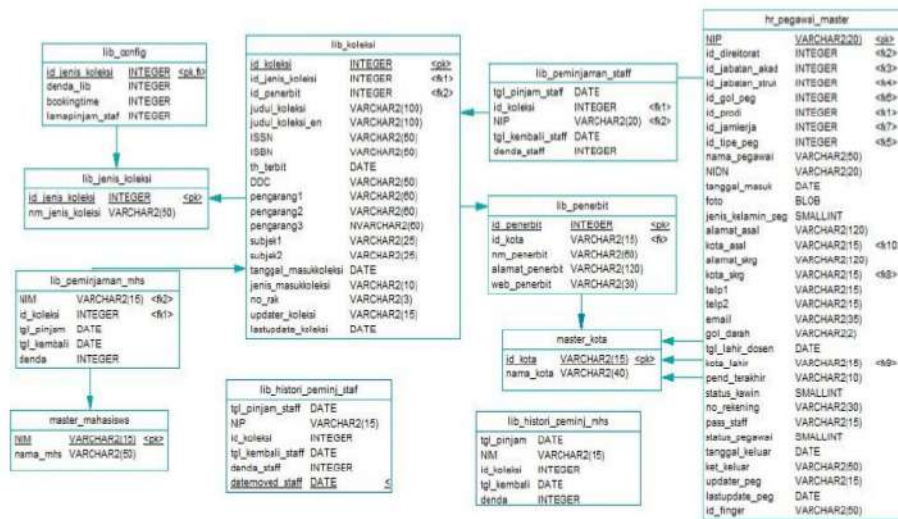 lib_config
id_jenis_koleksi INTEGER <pk,fk>
denda_lib INTEGER
bookingtime INTEGER
lamapinjam_staf INTEGER
lib_jenis_koleksi
id_jenis_koleksi INTEGER <pk>
nm_jenis_koleksi VARCHAR2(50)
lib_peminjaman_mhs
NIM VARCHAR2(15) <fk2>
id_koleksi INTEGER <fk1>
tgl_pinjam DATE
tgl_kembali DATE
denda INTEGER
master_mahasiswa
NIM VARCHAR2(15) <pk>
nama_mhs VARCHAR2(50)
lib_koleksi
id_koleksi INTEGER <pk>
id_jenis_koleksi INTEGER <fk1>
id_penerbit INTEGER <fk2>
judul_koleksi VARCHAR2(100)
judul_koleksi_en VARCHAR2(100)
ISSN VARCHAR2(50)
ISBN VARCHAR2(50)
th_terbit DATE
DDC VARCHAR2(50)
pengarang1 VARCHAR2(60)
pengarang2 VARCHAR2(60)
pengarang3 NVARCHAR2(60)
subjek1 VARCHAR2(25)
subjek2 VARCHAR2(25)
tanggal_masukkoleksi DATE
jenis_masukkoleksi VARCHAR2(10)
no_rak VARCHAR2(3)
updater_koleksi VARCHAR2(15)
lastupdate_koleksi DATE
lib_histori_peminj_staf
tgl_pinjam_staff DATE
NIP VARCHAR2(15)
id_koleksi INTEGER
tgl_kembali_staff DATE
denda_staff INTEGER
datemoved_staff DATE <
lib_peminjaman_staff
tgl_pinjam_staff DATE
id_koleksi INTEGER <fk1>
NIP VARCHAR2(20) <fk2>
tgl_kembali_staff DATE
denda_staff INTEGER
lib_penerbit
id_penerbit INTEGER <pk>
id_kota VARCHAR2(15) <fk>
nm_penerbit VARCHAR2(60)
alamat_penerbit VARCHAR2(120)
web_penerbit VARCHAR2(30)
master_kota
id_kota VARCHAR2(15) <pk>
nama_kota VARCHAR2(40)
lib_histori_peminj_mhs
tgl_pinjam DATE
NIM VARCHAR2(15)
id_koleksi INTEGER
tgl_kembali DATE
denda INTEGER
hr_pegawai_master
NIP VARCHAR2(20) <pk>
id_direktorat INTEGER <fk2>
id_jabatan_akad INTEGER <fk3>
id_jabatan_strul INTEGER <fk4>
id_gol_peg INTEGER <fk6>
id_prodi INTEGER <fk1>
id_jamkerja INTEGER <fk7>
id_tipe_peg INTEGER <fk5>
nama_pegawai VARCHAR2(50)
NIDN VARCHAR2(20)
tanggal_masuk DATE
foto BLOB
jenis_kelamin_peg SMALLINT
alamat_asal VARCHAR2(120)
kota_asal VARCHAR2(15) <fk10
alamat_skrg VARCHAR2(120)
kota_skrg VARCHAR2(15) <fk8>
telp1 VARCHAR2(15)
telp2 VARCHAR2(15)
email VARCHAR2(35)
gol_darah VARCHAR2(2)
tgl_lahir_dosen DATE
kota_lahir VARCHAR2(15) <fk9>
pend_terakhir VARCHAR2(10)
status_kawin SMALLINT
no_rekening VARCHAR2(30)
pass_staff VARCHAR2(15)
status_pegawai SMALLINT
tanggal_keluar DATE
ket_keluar VARCHAR2(50)
updater_peg VARCHAR2(15)
lastupdate_peg DATE
id_finger VARCHAR2(50)